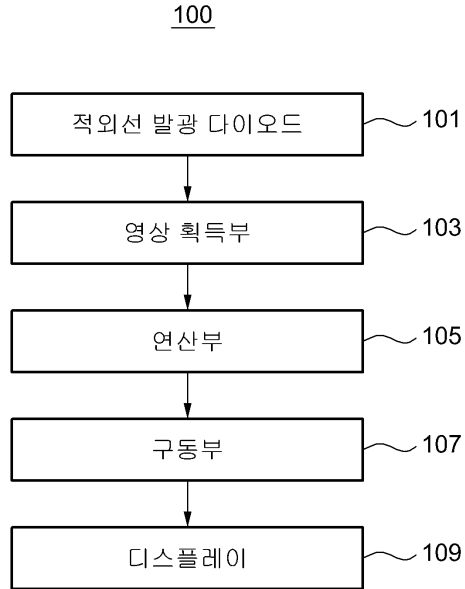 100
적외선 발광 다이오드 101
영상 획득부 103
연산부 105
구동부 107
디스플레이 109